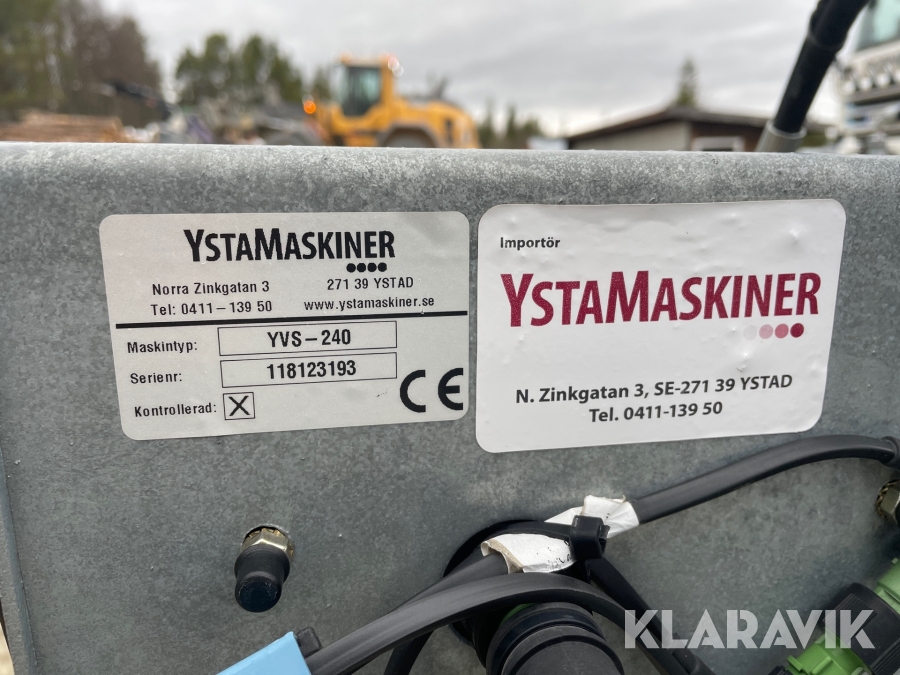 YSTAMASKINER
Norra Zinkgatan 3 271 39 YSTAD
Tel: 0411-139 50 www.ystamaskiner.se
Maskintyp: YVS-240
Serienr: 118123193
Kontrollerad: X
CE
Importör
YSTAMASKINER
N. Zinkgatan 3, SE-271 39 YSTAD
Tel. 0411-139 50
KLARAVIK